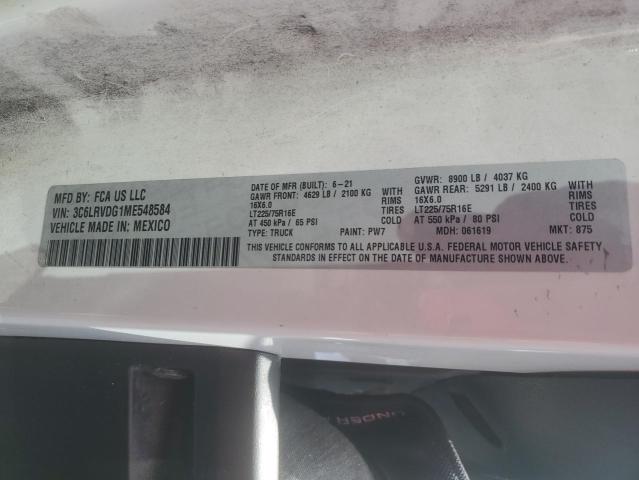 MFD BY: FCA US LLC
VIN: 3C6LRVDG1ME548584
VEHICLE MADE IN: MEXICO
DATE OF MFR (BUILT): 6-21
GAWR FRONT: 4629 LB / 2100 KG WITH
16X6.0 RIMS
LT225/75R16E TIRES
AT 450 kPa / 65 PSI COLD
TYPE: TRUCK PAINT: PW7
GVWR: 8900 LB / 4037 KG
GAWR REAR: 5291 LB / 2400 KG WITH
16X6.0 RIMS
LT225/75R16E TIRES
AT 550 kPa / 80 PSI COLD
MDH: 061619 MKT: 875
THIS VEHICLE CONFORMS TO ALL APPLICABLE U.S.A. FEDERAL MOTOR VEHICLE SAFETY
STANDARDS IN EFFECT ON THE DATE OF MANUFACTURE SHOWN ABOVE.
UNDER